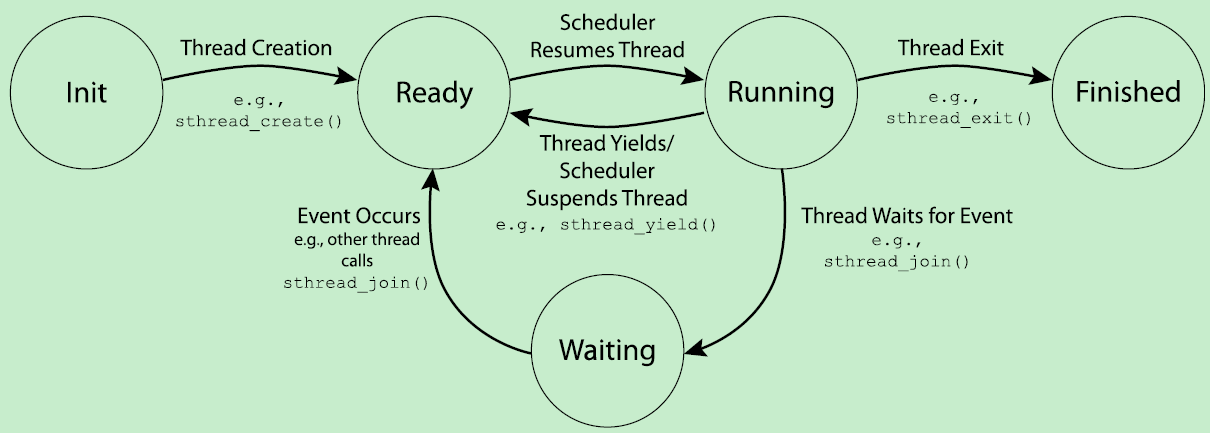 Init
Thread Creation
e.g.,
sthread_create()
Ready
Scheduler
Resumes Thread
Thread Yields/
Scheduler
Suspends Thread
e.g., sthread_yield()
Running
Thread Exit
e.g.,
sthread_exit()
Finished
Event Occurs
e.g., other thread
calls
sthread_join()
Thread Waits for Event
e.g.,
sthread_join()
Waiting